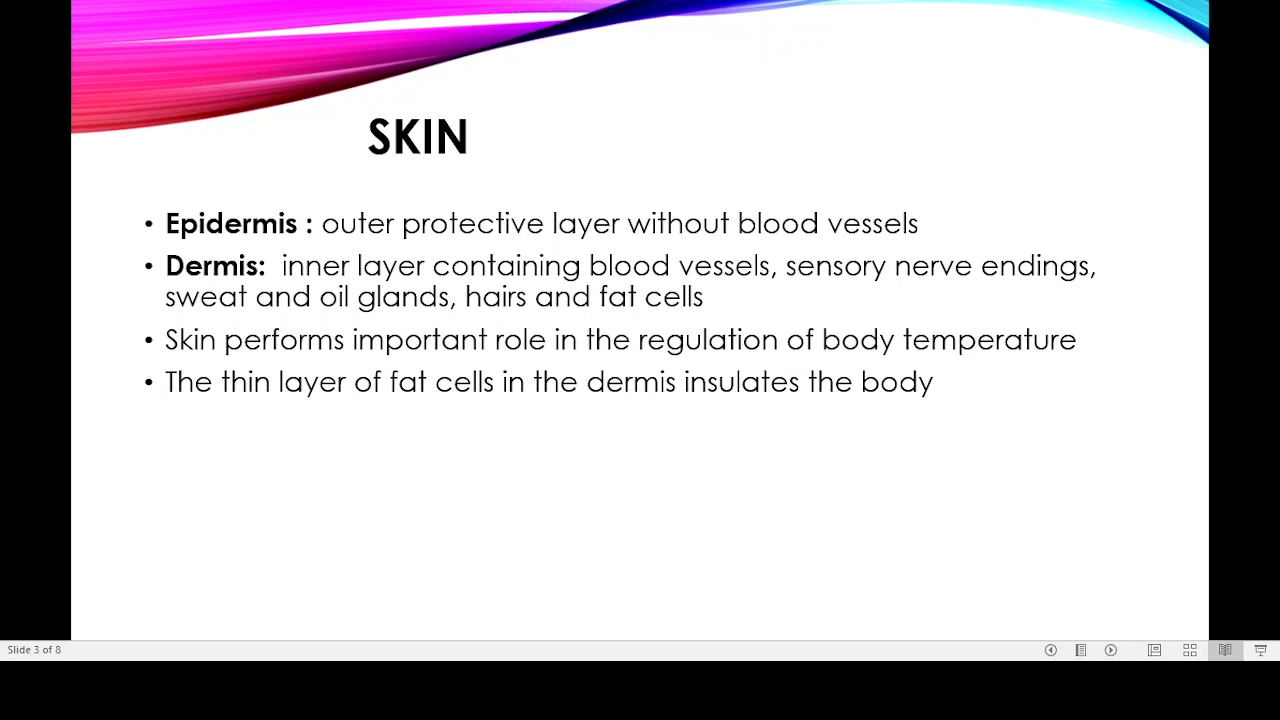 SKIN
• Epidermis : outer protective layer without blood vessels
• Dermis:  inner layer containing blood vessels, sensory nerve endings,
sweat and oil glands, hairs and fat cells
• Skin performs important role in the regulation of body temperature
• The thin layer of fat cells in the dermis insulates the body
Slide 3 of 8